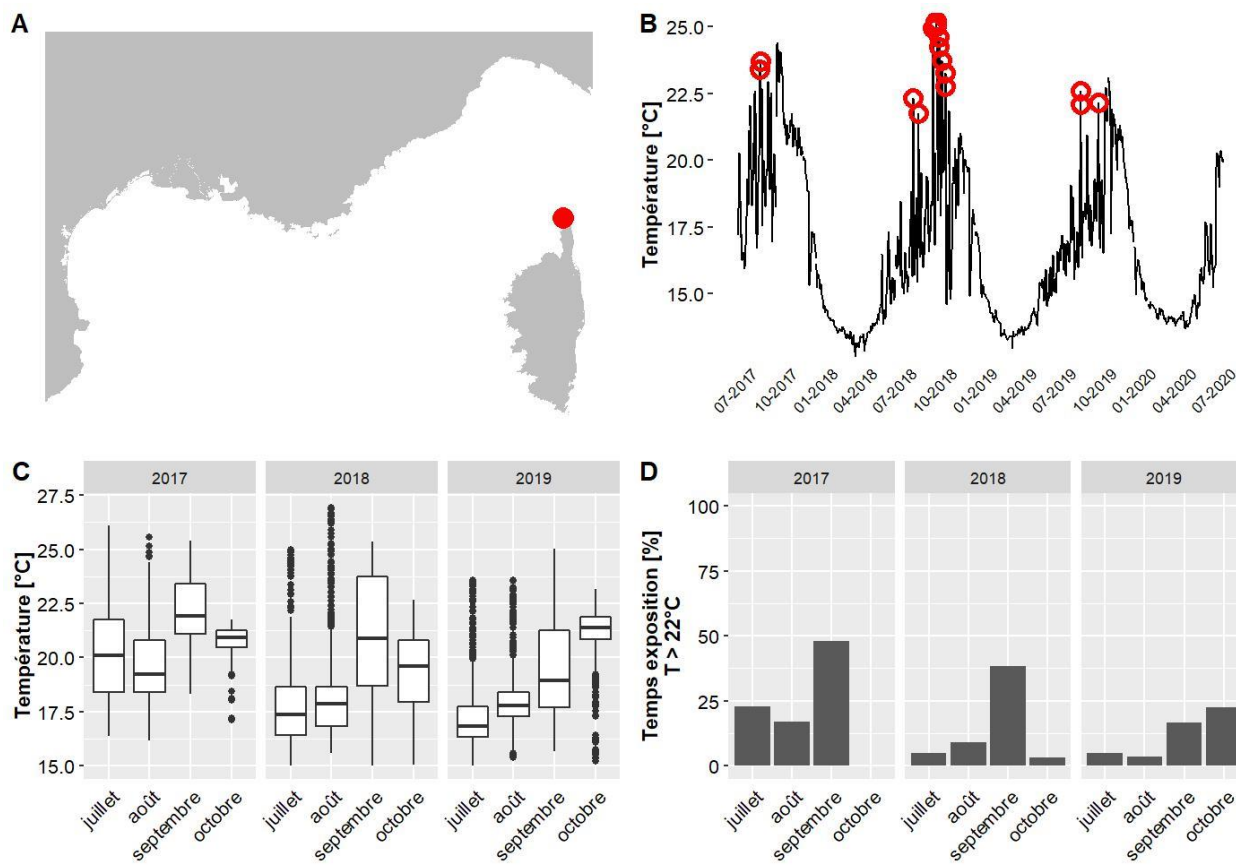 A
B
Température [°C]
25.0
22.5
20.0
17.5
15.0
07-2017
10-2017
01-2018
04-2018
07-2018
10-2018
01-2019
04-2019
07-2019
10-2019
01-2020
04-2020
07-2020
C
2017
2018
2019
Température [°C]
27.5
25.0
22.5
20.0
17.5
15.0
juillet
août
septembre
octobre
juillet
août
septembre
octobre
juillet
août
septembre
octobre
D
2017
2018
2019
Temps exposition [%]
T > 22°C
100
75
50
25
0
juillet
août
septembre
octobre
juillet
août
septembre
octobre
juillet
août
septembre
octobre